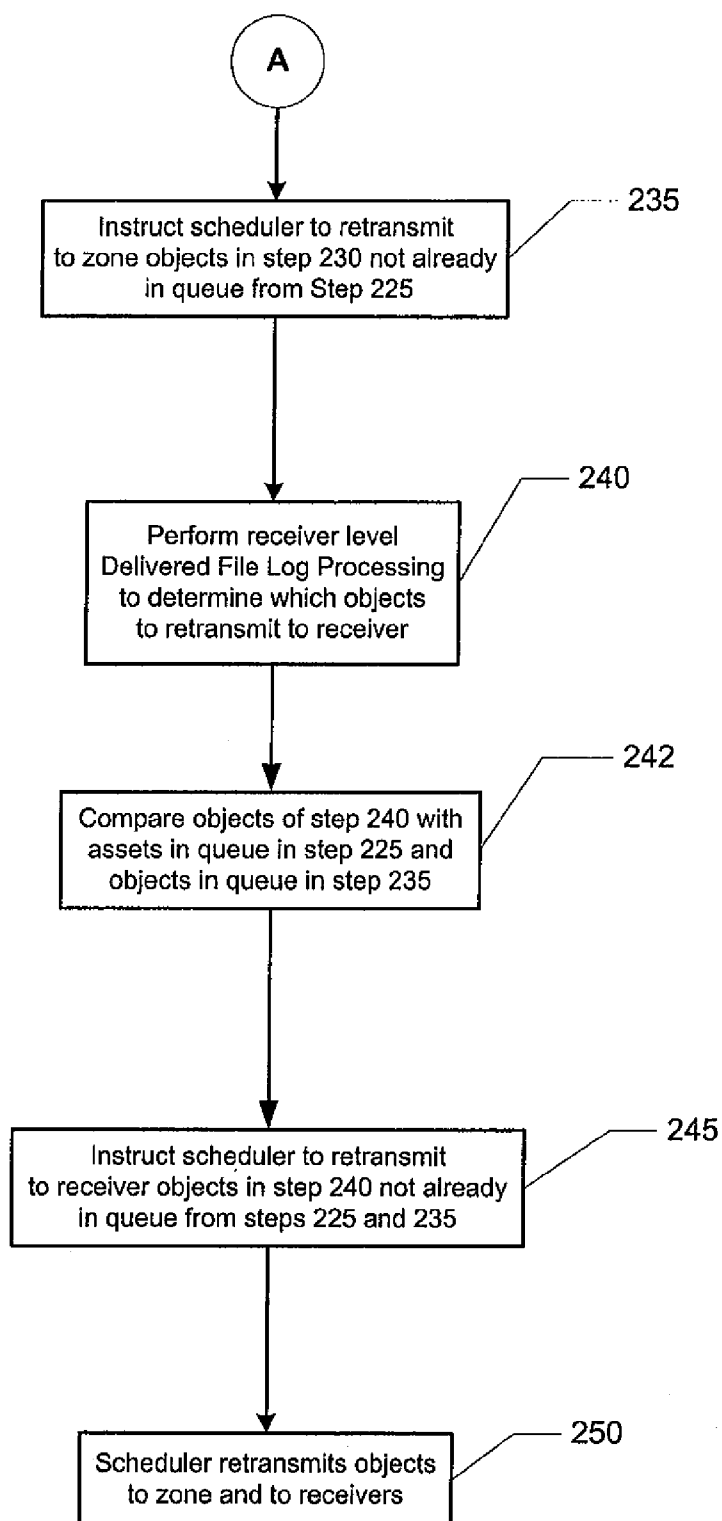 A
Instruct scheduler to retransmit
to zone objects in step 230 not already
in queue from Step 225
235
Perform receiver level
Delivered File Log Processing
to determine which objects
to retransmit to receiver
240
Compare objects of step 240 with
assets in queue in step 225 and
objects in queue in step 235
242
Instruct scheduler to retransmit
to receiver objects in step 240 not already
in queue from steps 225 and 235
245
Scheduler retransmits objects
to zone and to receivers
250